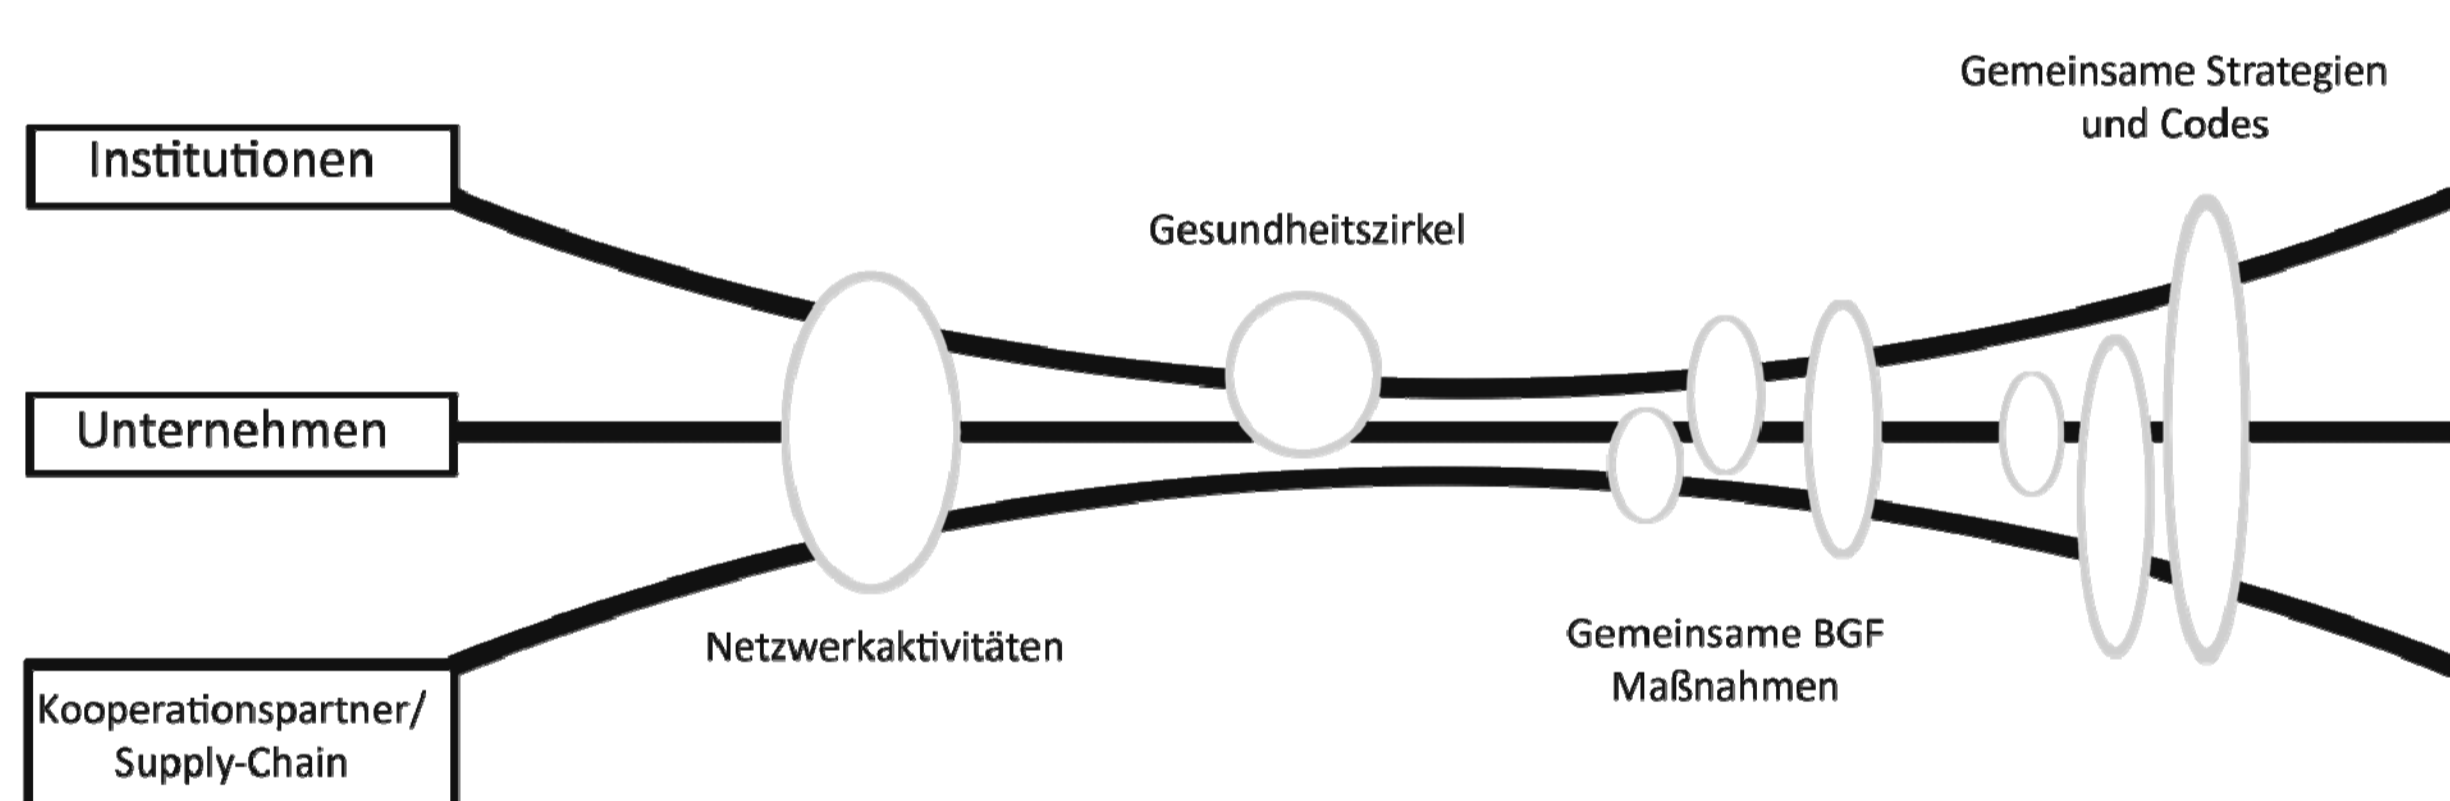 Gemeinsame Strategien
und Codes
Institutionen
Gesundheitszirkel
Unternehmen
Netzwerkaktivitäten
Gemeinsame BGF
Maßnahmen
Kooperationspartner/
Supply-Chain